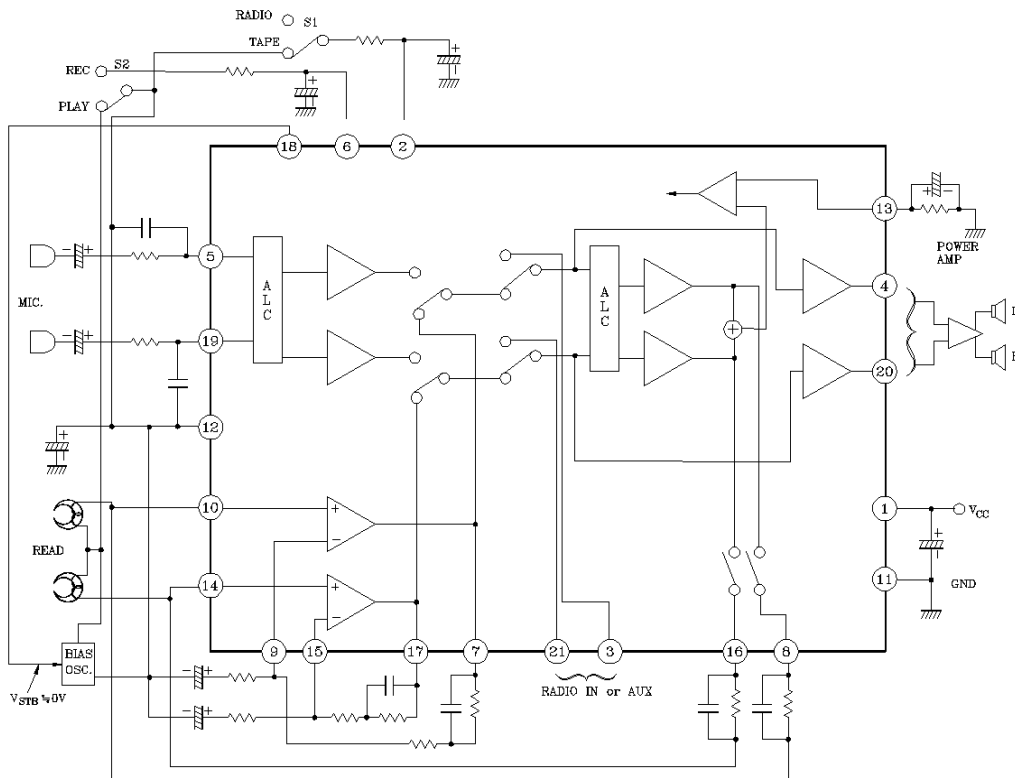 RADIO
S1
TAPE
REC
S2
PLAY
18
6
2
13
POWER
AMP
5
A
L
C
MIC.
19
A
L
C
4
20
12
10
READ
14
1
VCC
11
GND
BIAS
OSC.
VSTB ≒0V
9
15
17
7
21
3
16
8
RADIO IN or AUX